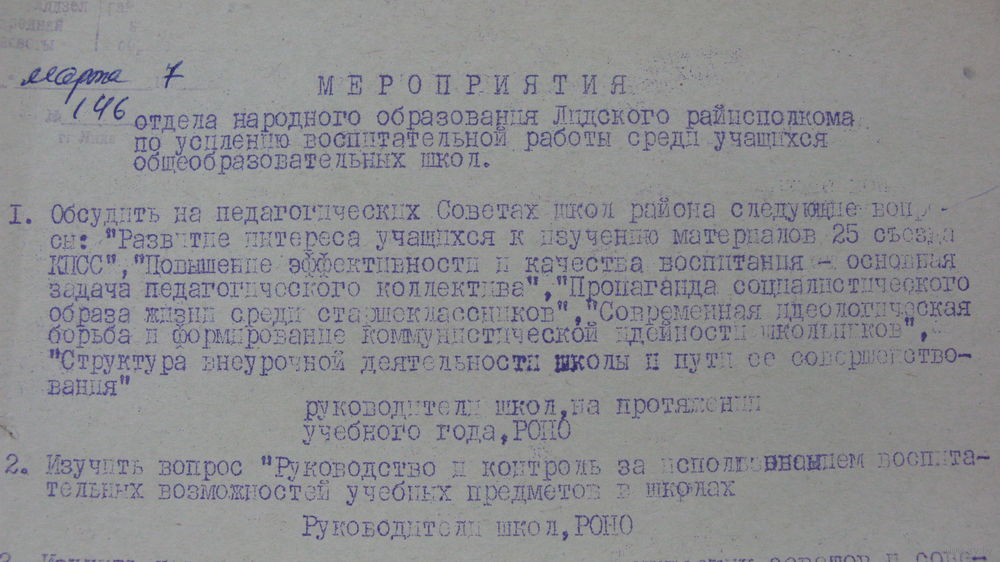 марта 7
146
МЕРОПРИЯТИЯ
отдела народного образования Лидского райисполкома
по усилению воспитательной работы среди учащихся
общеобразовательных школ.
I. Обсудить на педагогических Советах школ района следующие вопро-
сы: "Развитие интереса учащихся к изучению материалов 25 съезда
КПСС", "Повышение эффективности и качества воспитания - основная
задача педагогического коллектива", "Пропаганда социалистического
образа жизни среди старшеклассников", "Современная идеологическая
борьба и формирование коммунистической идейности школьников",
"Структура внеурочной деятельности школы и пути ее совершенство-
вания"
руководители школ, на протяжении
учебного года, РОНО
2. Изучить вопрос "Руководство и контроль за использованием воспита-
тельных возможностей учебных предметов в школах
Руководители школ, РОНО